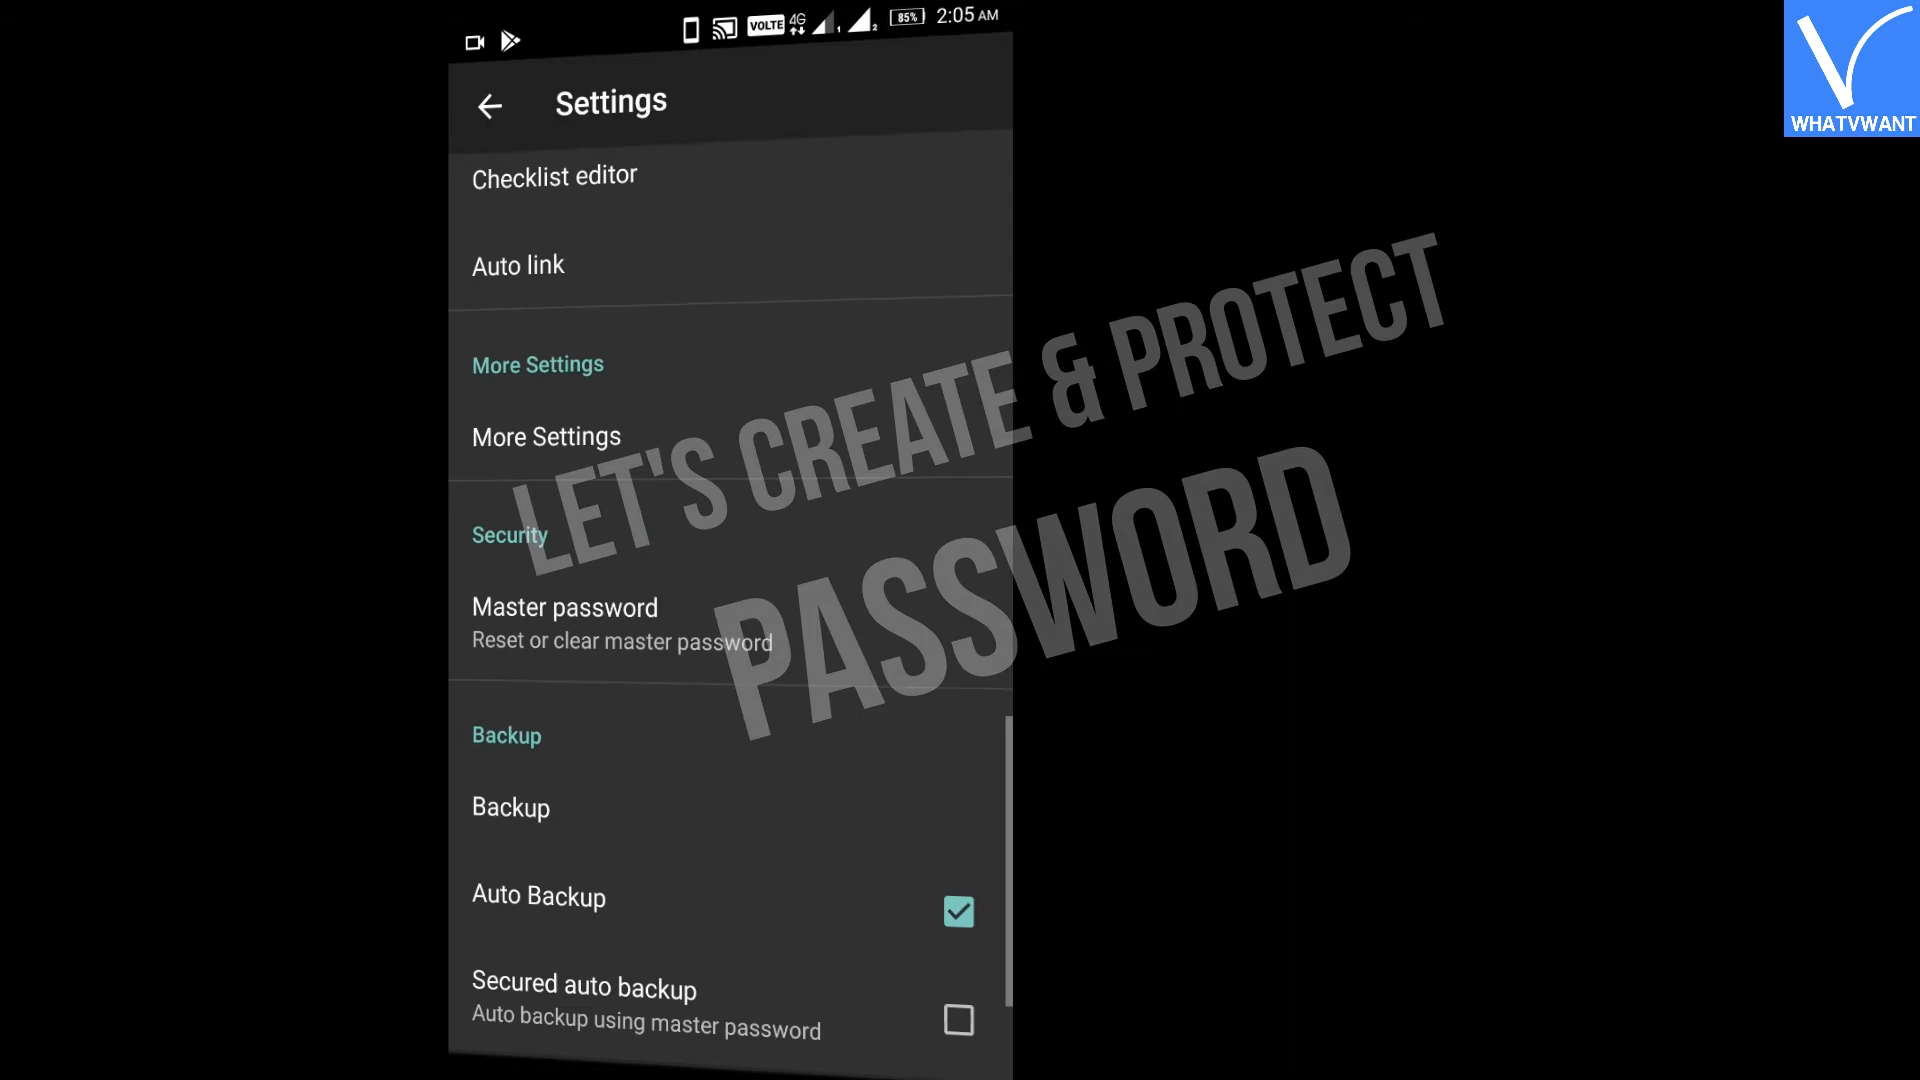 VOLTE 4G 1 2 85% 2:05 AM
WHATVWANT
Settings
Checklist editor
Auto link
More Settings
More Settings
LET'S CREATE & PROTECT
PASSWORD
Security
Master password
Reset or clear master password
Backup
Backup
Auto Backup
Secured auto backup
Auto backup using master password